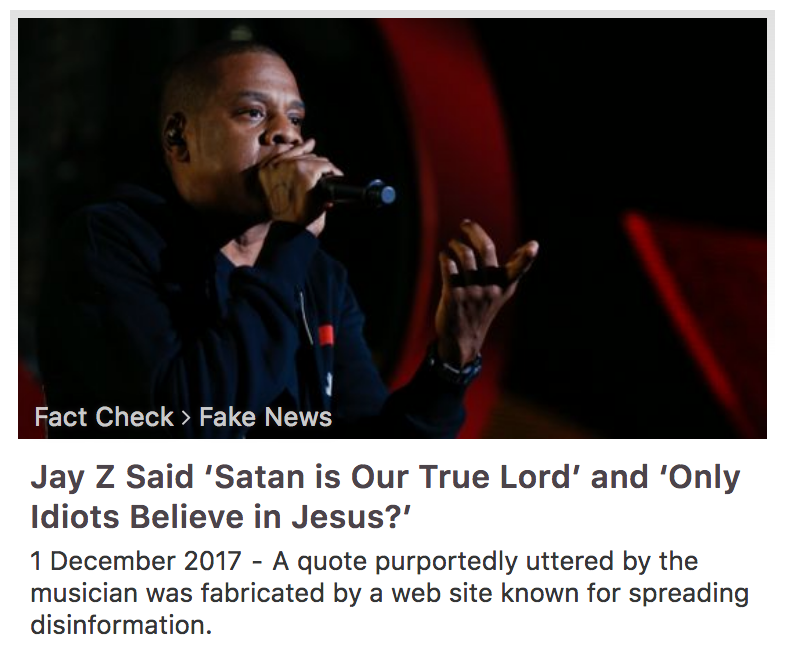 Fact Check > Fake News
Jay Z Said ‘Satan is Our True Lord’ and ‘Only
Idiots Believe in Jesus?’
1 December 2017 - A quote purportedly uttered by the
musician was fabricated by a web site known for spreading
disinformation.